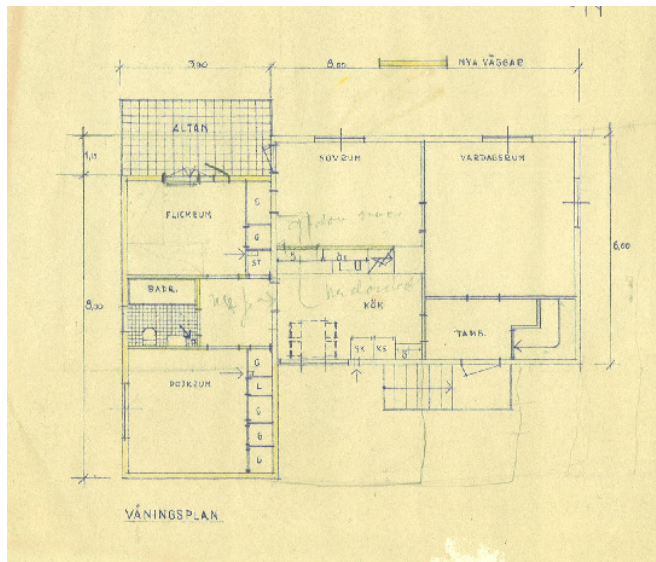 3,90
8,00
NYA VÄGGAR
ALTAN
1,10
SOVRUM
VARDAGSRUM
FLICKRUM
G
G
ST
6,00
BADR.
8,00
KÖK
TAMB.
SK
KS
POJKRUM
G
L
G
G
G
VÅNINGSPLAN